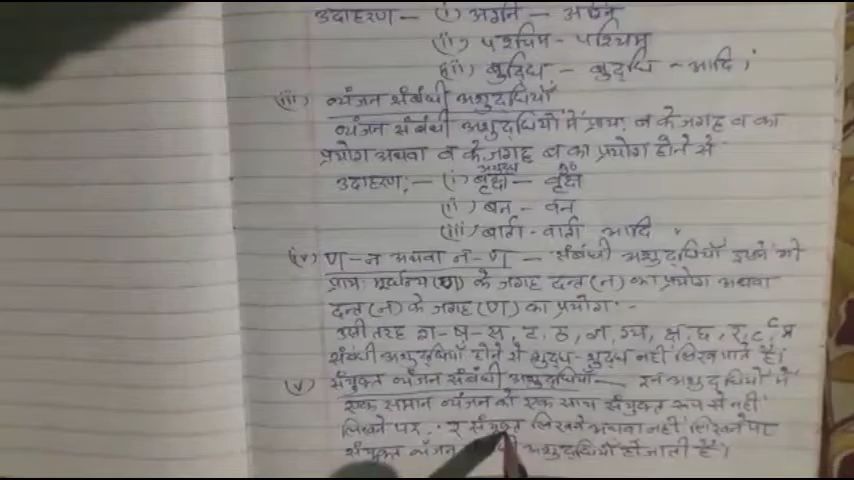 उदाहरण - (i) अगनि - अग्नि
(ii) पश्चिम - पश्चिम
(iii) बुद्धि - बुद्धि - आदि।
(iii) व्यंजन संबंधी अशुद्धियाँ
व्यंजन संबंधी अशुद्धियों में प्रायः व के जगह ब का
प्रयोग अथवा व के जगह ब का प्रयोग होने से
अशुद्ध शुद्ध
उदाहरण:- (i) बृक्ष - वृक्ष
(ii) बन - वन
(iii) बार्ता - वार्ता आदि
(iv) ण - न अथवा न - ण - संबंधी अशुद्धियाँ इसमें भी
प्रायः मूर्धन्य (ण) के जगह दन्त (न) का प्रयोग अथवा
दन्त (न) के जगह (ण) का प्रयोग -
उसी तरह श - ष - स, ट, ठ, क्ष, छ, र
संबंधी अशुद्धियाँ होने से शुद्ध - शुद्ध नहीं लिख पाते हैं।
(v) संयुक्त व्यंजन संबंधी अशुद्धियाँ - इन अशुद्धियों में
एक समान व्यंजन को एक साथ संयुक्त रूप से नहीं
लिखने पर र संयुक्त लिखने अथवा नहीं लिखने पर
संयुक्त व्यंजन अशुद्धियाँ हो जाती हैं।